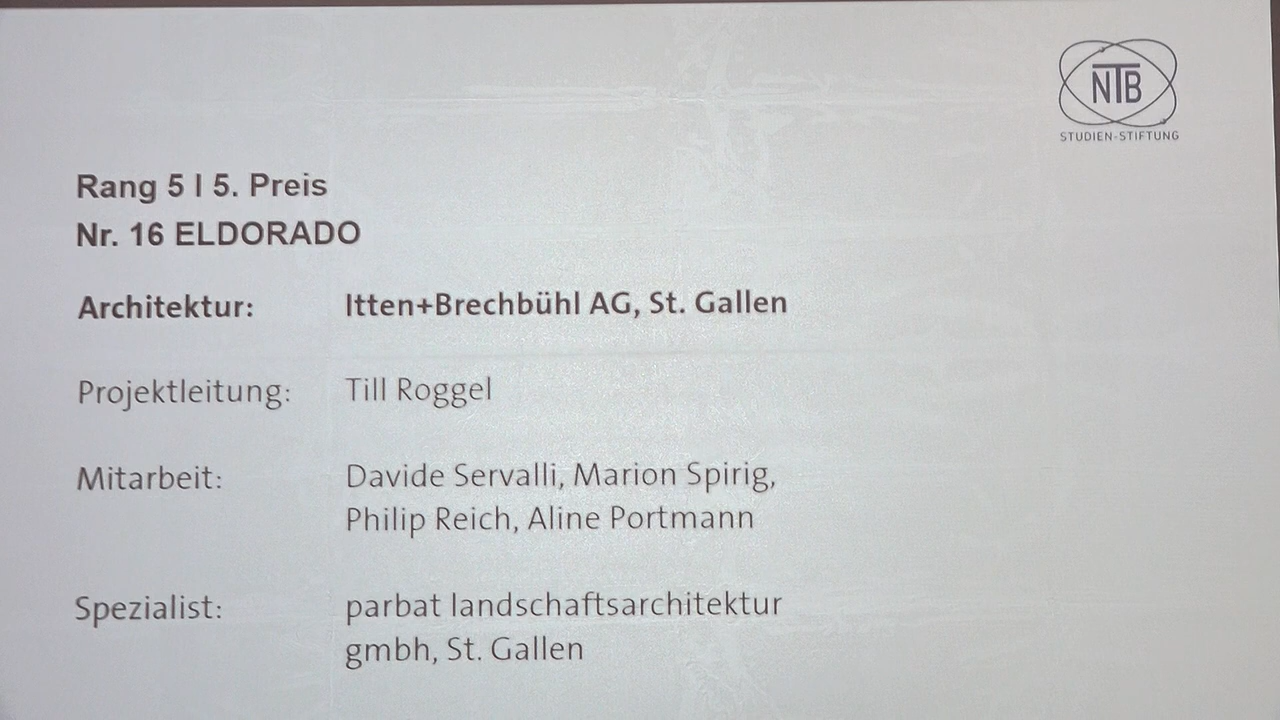 NTB
STUDIEN-STIFTUNG
Rang 5 I 5. Preis
Nr. 16 ELDORADO
Architektur: Itten+Brechbühl AG, St. Gallen
Projektleitung: Till Roggel
Mitarbeit: Davide Servalli, Marion Spirig,
Philip Reich, Aline Portmann
Spezialist: parbat landschaftsarchitektur
gmbh, St. Gallen